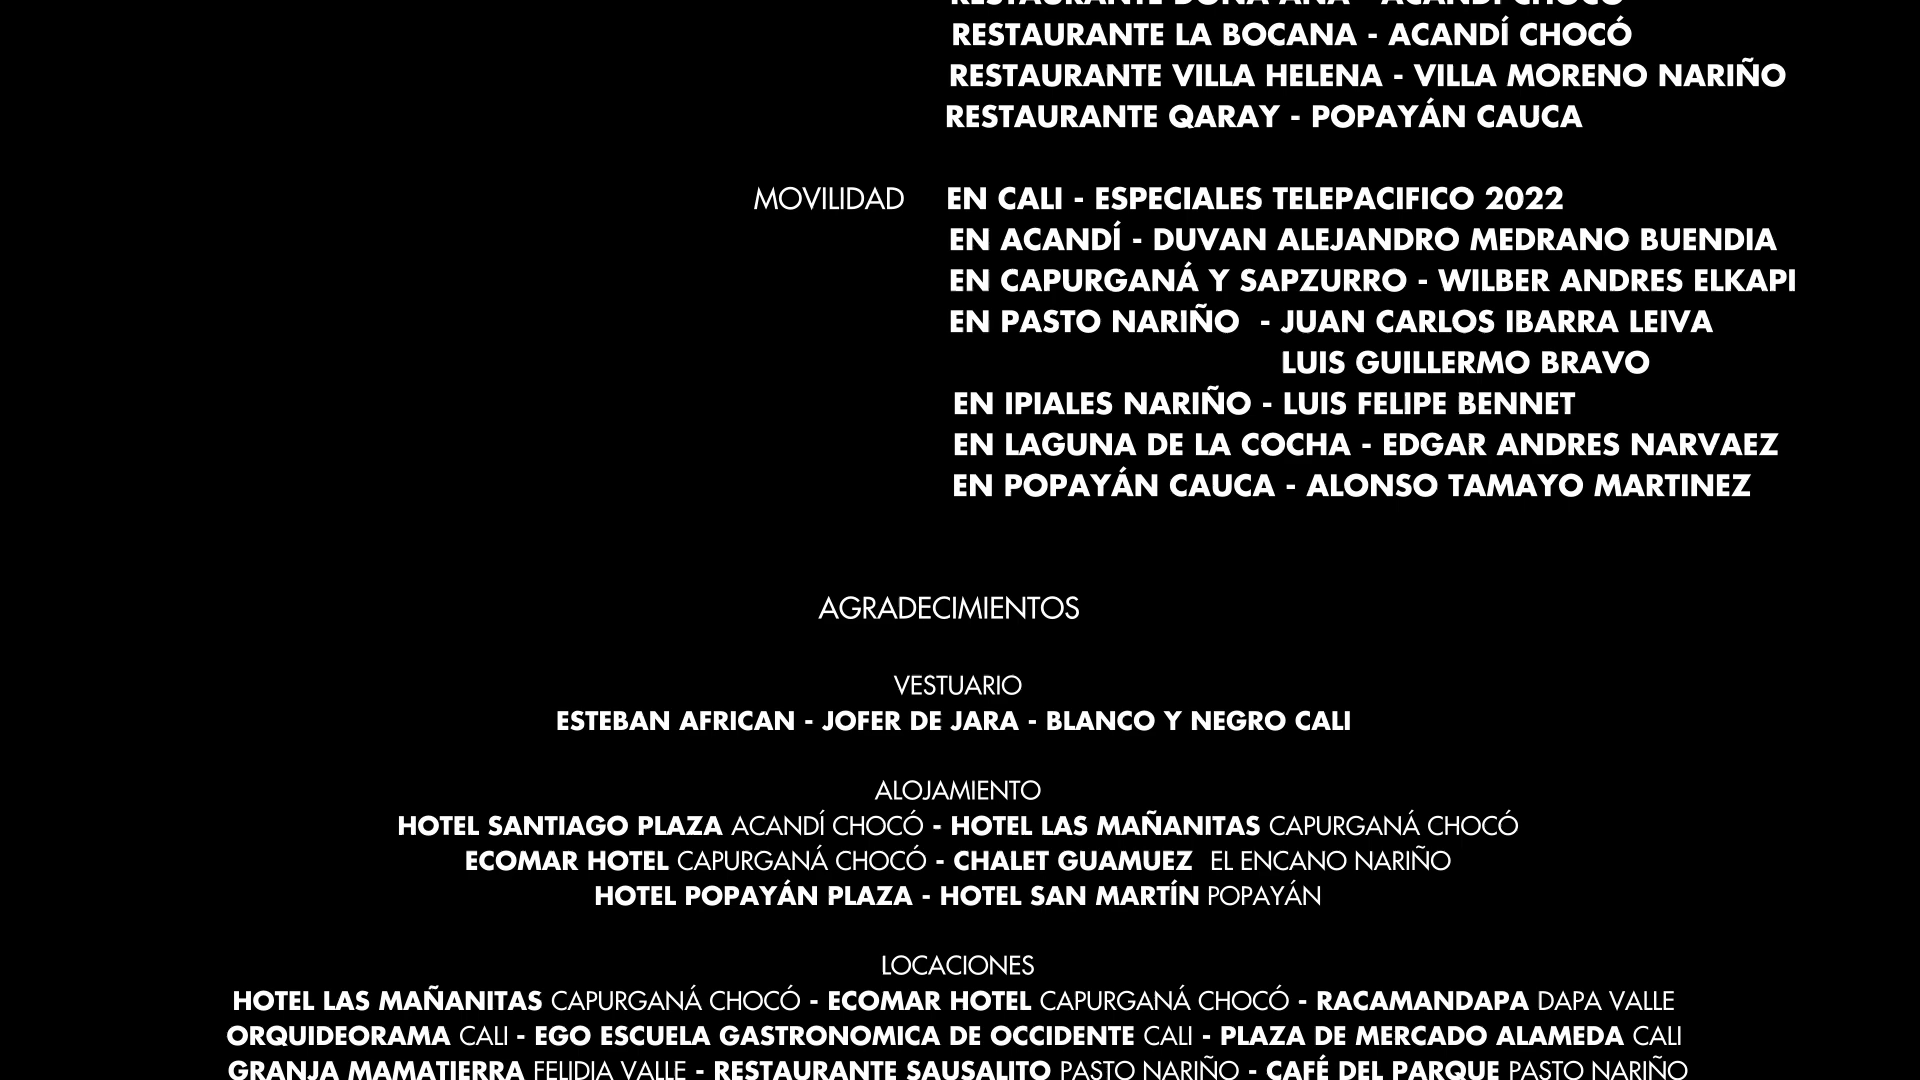 RESTAURANTE DOÑA ANA - ACANDÍ CHOCÓ
RESTAURANTE LA BOCANA - ACANDÍ CHOCÓ
RESTAURANTE VILLA HELENA - VILLA MORENO NARIÑO
RESTAURANTE QARAY - POPAYÁN CAUCA
MOVILIDAD EN CALI - ESPECIALES TELEPACIFICO 2022
EN ACANDÍ - DUVAN ALEJANDRO MEDRANO BUENDIA
EN CAPURGANÁ Y SAPZURRO - WILBER ANDRES ELKAPI
EN PASTO NARIÑO - JUAN CARLOS IBARRA LEIVA
LUIS GUILLERMO BRAVO
EN IPIALES NARIÑO - LUIS FELIPE BENNET
EN LAGUNA DE LA COCHA - EDGAR ANDRES NARVAEZ
EN POPAYÁN CAUCA - ALONSO TAMAYO MARTINEZ
AGRADECIMIENTOS
VESTUARIO
ESTEBAN AFRICAN - JOFER DE JARA - BLANCO Y NEGRO CALI
ALOJAMIENTO
HOTEL SANTIAGO PLAZA ACANDÍ CHOCÓ - HOTEL LAS MAÑANITAS CAPURGANÁ CHOCÓ
ECOMAR HOTEL CAPURGANÁ CHOCÓ - CHALET GUAMUEZ EL ENCANO NARIÑO
HOTEL POPAYÁN PLAZA - HOTEL SAN MARTÍN POPAYÁN
LOCACIONES
HOTEL LAS MAÑANITAS CAPURGANÁ CHOCÓ - ECOMAR HOTEL CAPURGANÁ CHOCÓ - RACAMANDAPA DAPA VALLE
ORQUIDEORAMA CALI - EGO ESCUELA GASTRONOMICA DE OCCIDENTE CALI - PLAZA DE MERCADO ALAMEDA CALI
GRANJA MAMATIERRA FELIDIA VALLE - RESTAURANTE SAUSALITO PASTO NARIÑO - CAFÉ DEL PARQUE PASTO NARIÑO